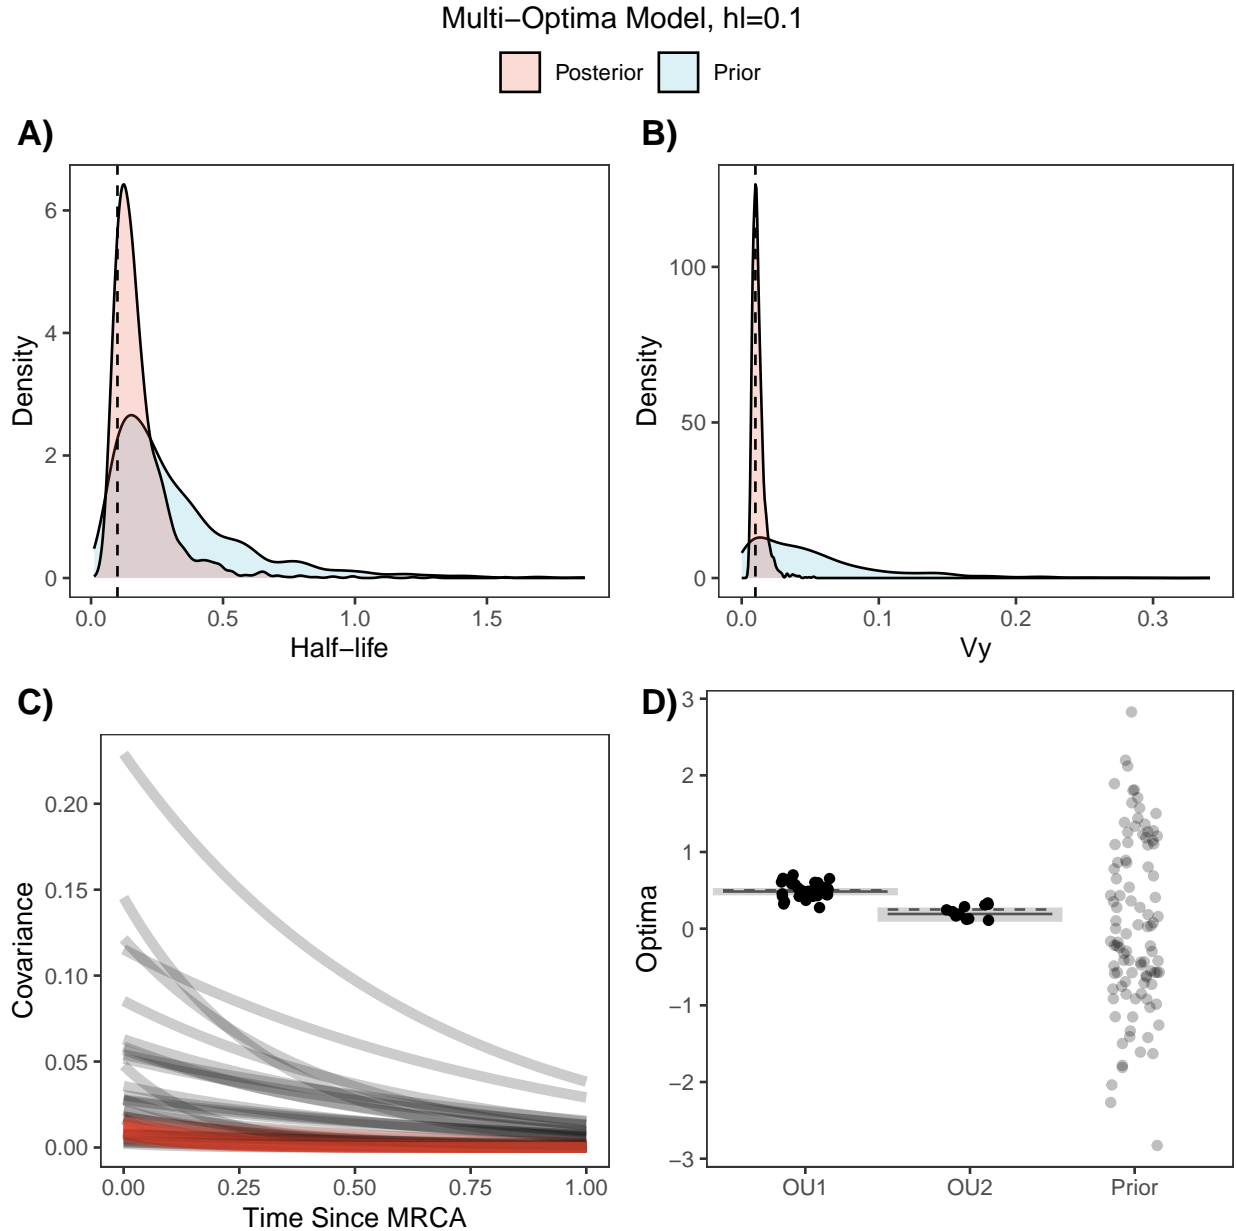 Multi−Optima Model, hl=0.1
Posterior Prior
A)
Density
0
2
4
6
0.0 0.5 1.0 1.5
Half−life
B)
Density
0
50
100
0.0 0.1 0.2 0.3
Vy
C)
Covariance
0.20
0.15
0.10
0.05
0.00
0.00 0.25 0.50 0.75 1.00
Time Since MRCA
D)
Optima
3
2
1
0
−1
−2
−3
OU1 OU2 Prior